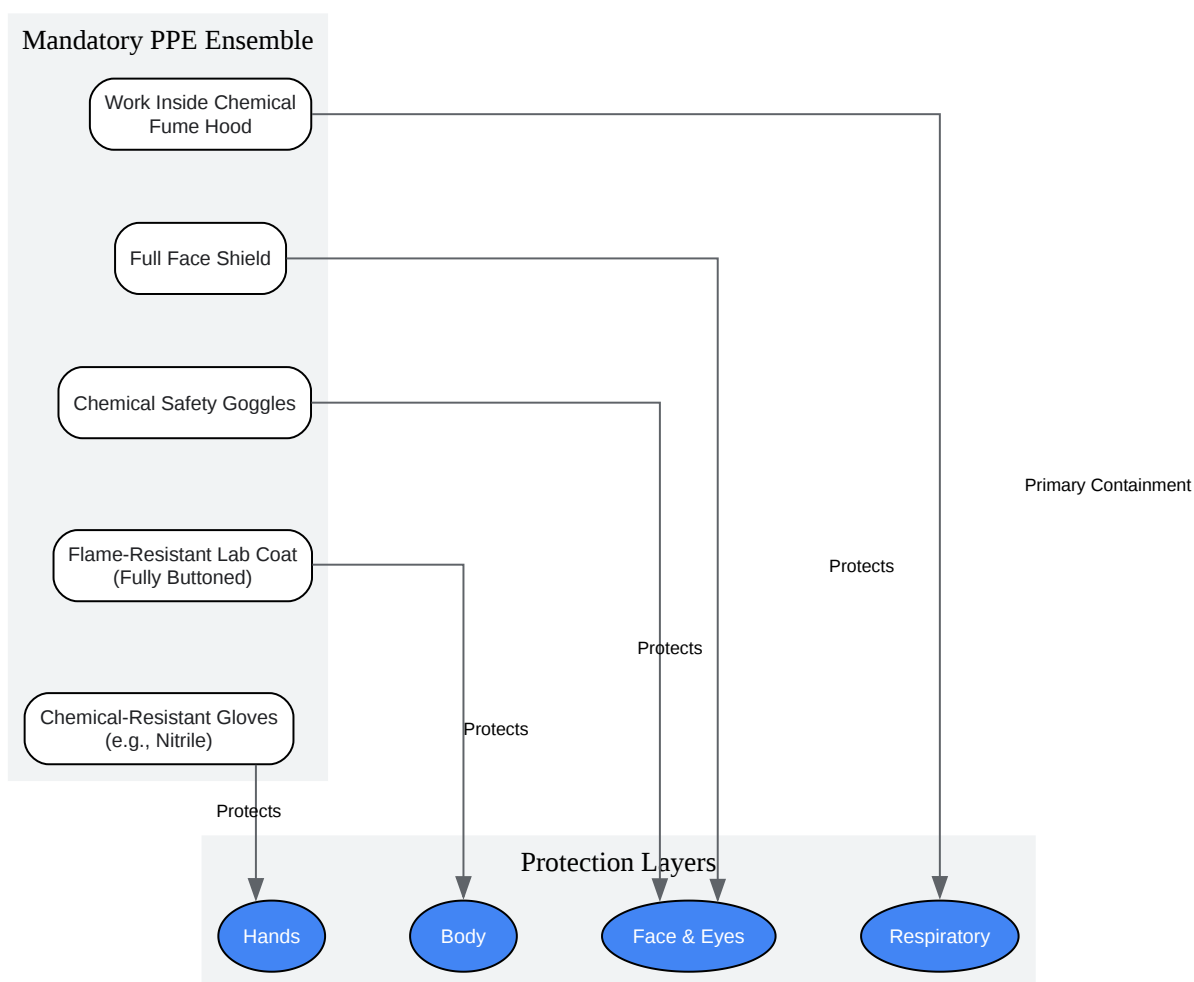 Mandatory PPE Ensemble
Work Inside Chemical
Fume Hood
Full Face Shield
Chemical Safety Goggles
Primary Containment
Flame-Resistant Lab Coat
(Fully Buttoned)
Protects
Protects
Chemical-Resistant Gloves
(e.g., Nitrile)
Protects
Protects
Protection Layers
Hands
Body
Face & Eyes
Respiratory